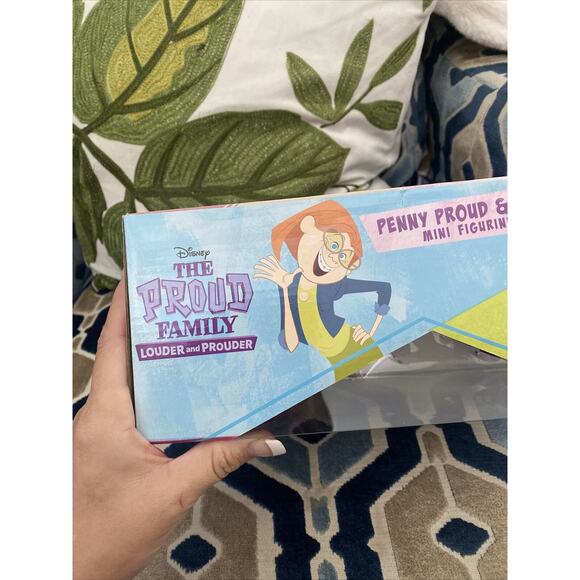 Disney
THE
PROUD
FAMILY
LOUDER and PROUDER
PENNY PROUD &
MINI FIGURIN